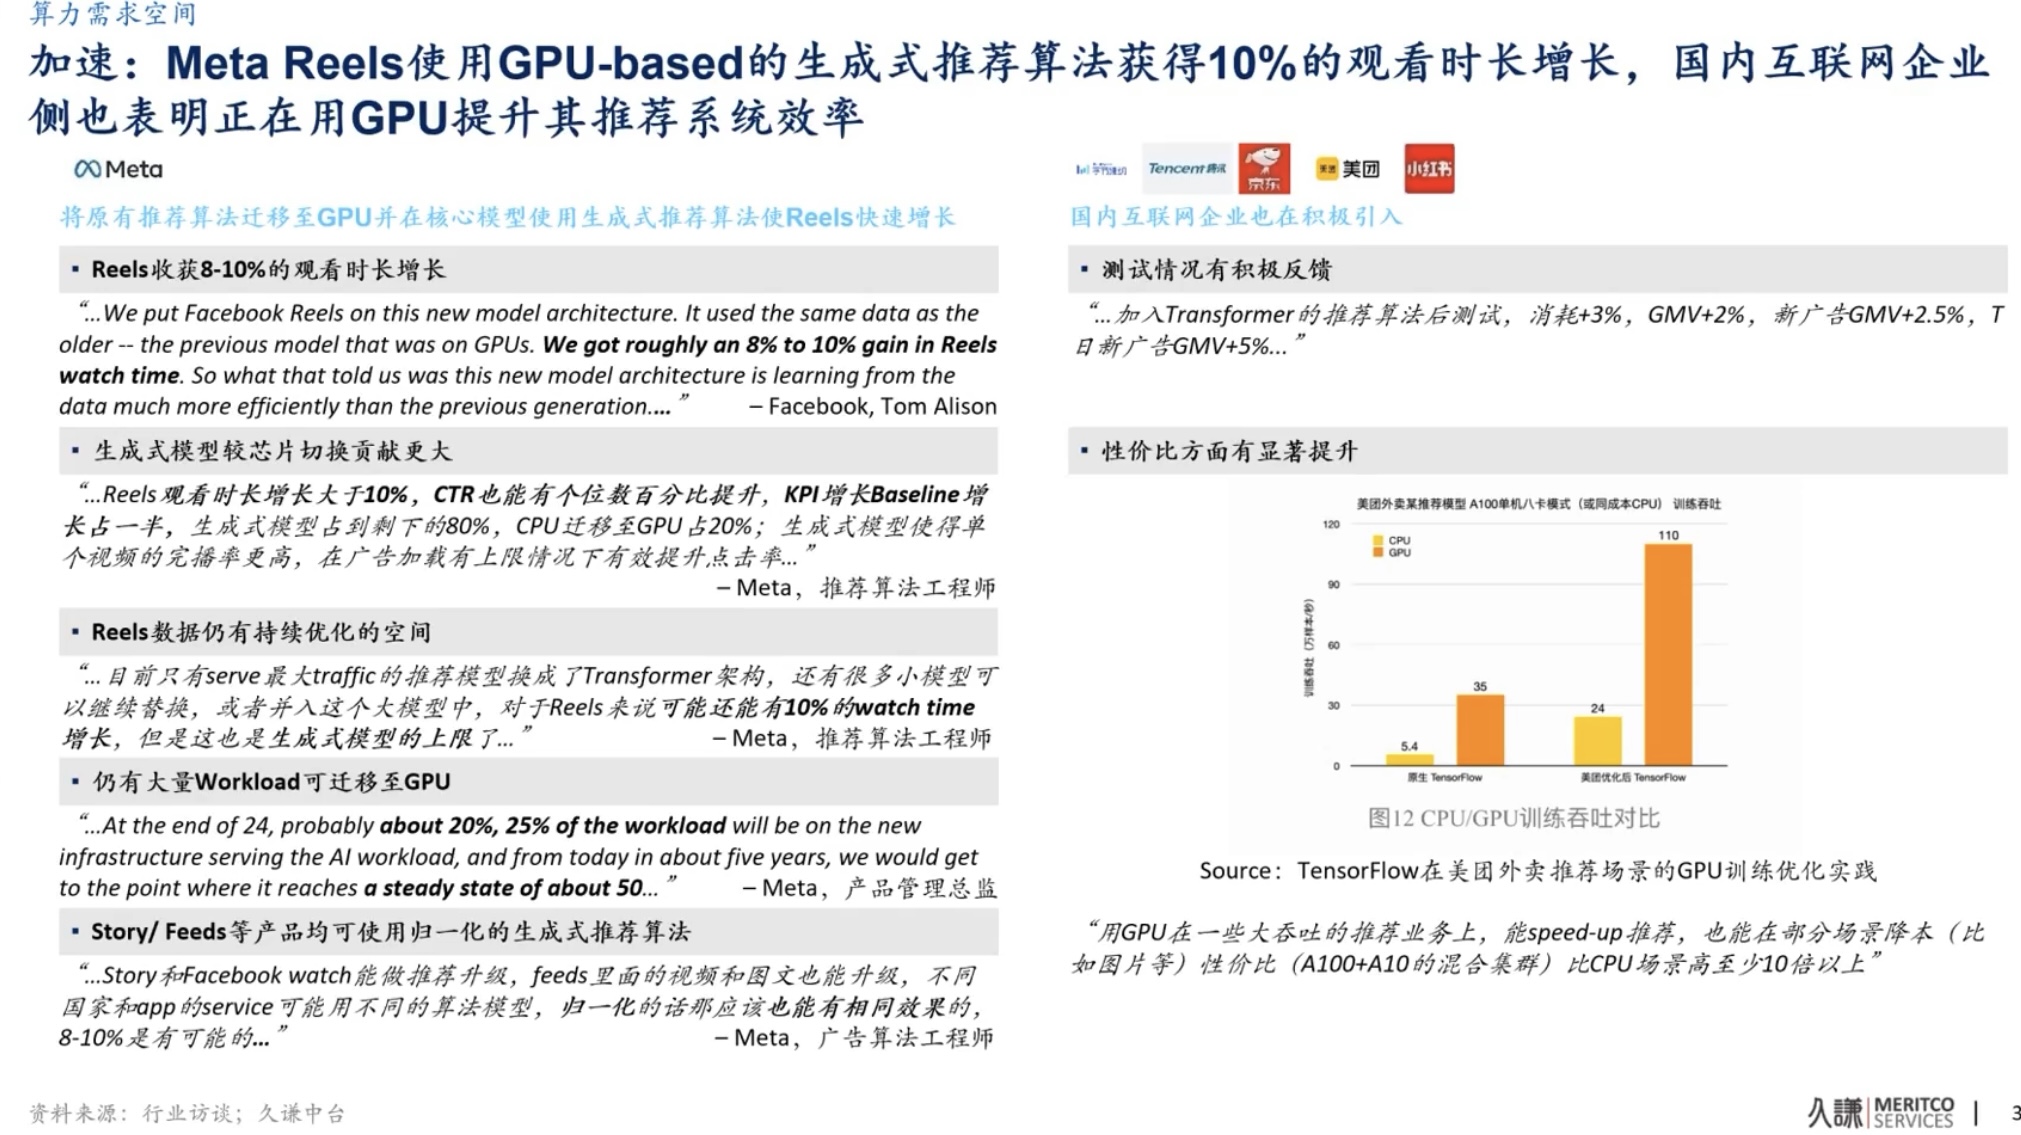 算力需求空间
加速：Meta Reels使用GPU-based的生成式推荐算法获得10%的观看时长增长，国内互联网企业
侧也表明正在用GPU提升其推荐系统效率
Meta
将原有推荐算法迁移至GPU并在核心模型使用生成式推荐算法使Reels快速增长
▪ Reels收获8-10%的观看时长增长
“…We put Facebook Reels on this new model architecture. It used the same data as the
older -- the previous model that was on GPUs. We got roughly an 8% to 10% gain in Reels
watch time. So what that told us was this new model architecture is learning from the
data much more efficiently than the previous generation.…” – Facebook, Tom Alison
▪ 生成式模型较芯片切换贡献更大
“…Reels观看时长增长大于10%，CTR也能有个位数百分比提升，KPI增长Baseline增
长占一半，生成式模型占到剩下的80%，CPU迁移至GPU占20%；生成式模型使得单
个视频的完播率更高，在广告加载有上限情况下有效提升点击率…”
– Meta，推荐算法工程师
▪ Reels数据仍有持续优化的空间
“…目前只有serve最大traffic的推荐模型换成了Transformer架构，还有很多小模型可
以继续替换，或者并入这个大模型中，对于Reels来说可能还能有10%的watch time
增长，但是这也是生成式模型的上限了…” – Meta，推荐算法工程师
▪ 仍有大量Workload可迁移至GPU
“…At the end of 24, probably about 20%, 25% of the workload will be on the new
infrastructure serving the AI workload, and from today in about five years, we would get
to the point where it reaches a steady state of about 50…” – Meta，产品管理总监
▪ Story/ Feeds等产品均可使用归一化的生成式推荐算法
“…Story和Facebook watch能做推荐升级，feeds里面的视频和图文也能升级，不同
国家和app的service可能用不同的算法模型，归一化的话那应该也能有相同效果的，
8-10%是有可能的…” – Meta，广告算法工程师
字节跳动 Tencent 腾讯 京东 美团 美团 小红书
国内互联网企业也在积极引入
▪ 测试情况有积极反馈
“…加入Transformer的推荐算法后测试，消耗+3%，GMV+2%，新广告GMV+2.5%，T
日新广告GMV+5%…”
▪ 性价比方面有显著提升
美团外卖某推荐模型 A100单机八卡模式（或同成本CPU） 训练吞吐
CPU
GPU
训练吞吐（万样本/秒）
120
90
60
30
0
5.4
35
24
110
原生 TensorFlow
美团优化后 TensorFlow
图12 CPU/GPU训练吞吐对比
Source：TensorFlow在美团外卖推荐场景的GPU训练优化实践
“用GPU在一些大吞吐的推荐业务上，能speed-up推荐，也能在部分场景降本（比
如图片等）性价比（A100+A10的混合集群）比CPU场景高至少10倍以上”
资料来源：行业访谈；久谦中台
久謙 MERITCO SERVICES | 3